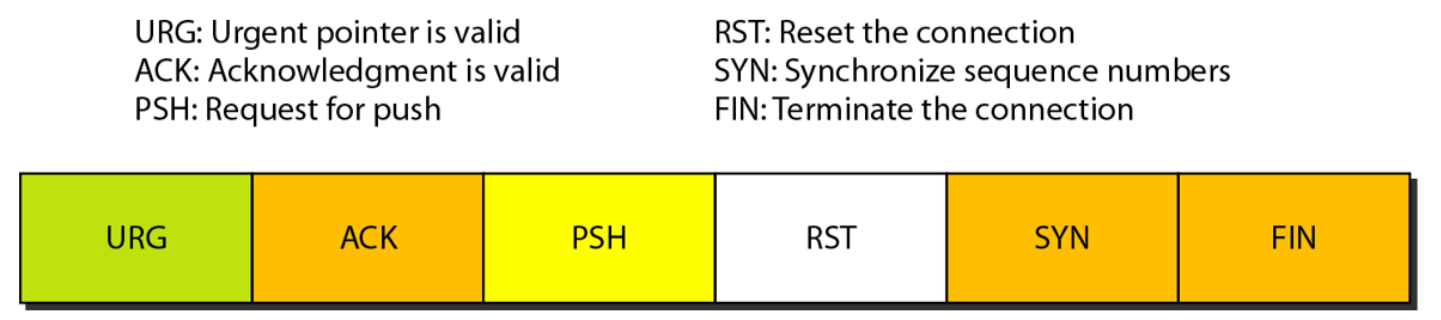 URG: Urgent pointer is valid
ACK: Acknowledgment is valid
PSH: Request for push
RST: Reset the connection
SYN: Synchronize sequence numbers
FIN: Terminate the connection
URG ACK PSH RST SYN FIN